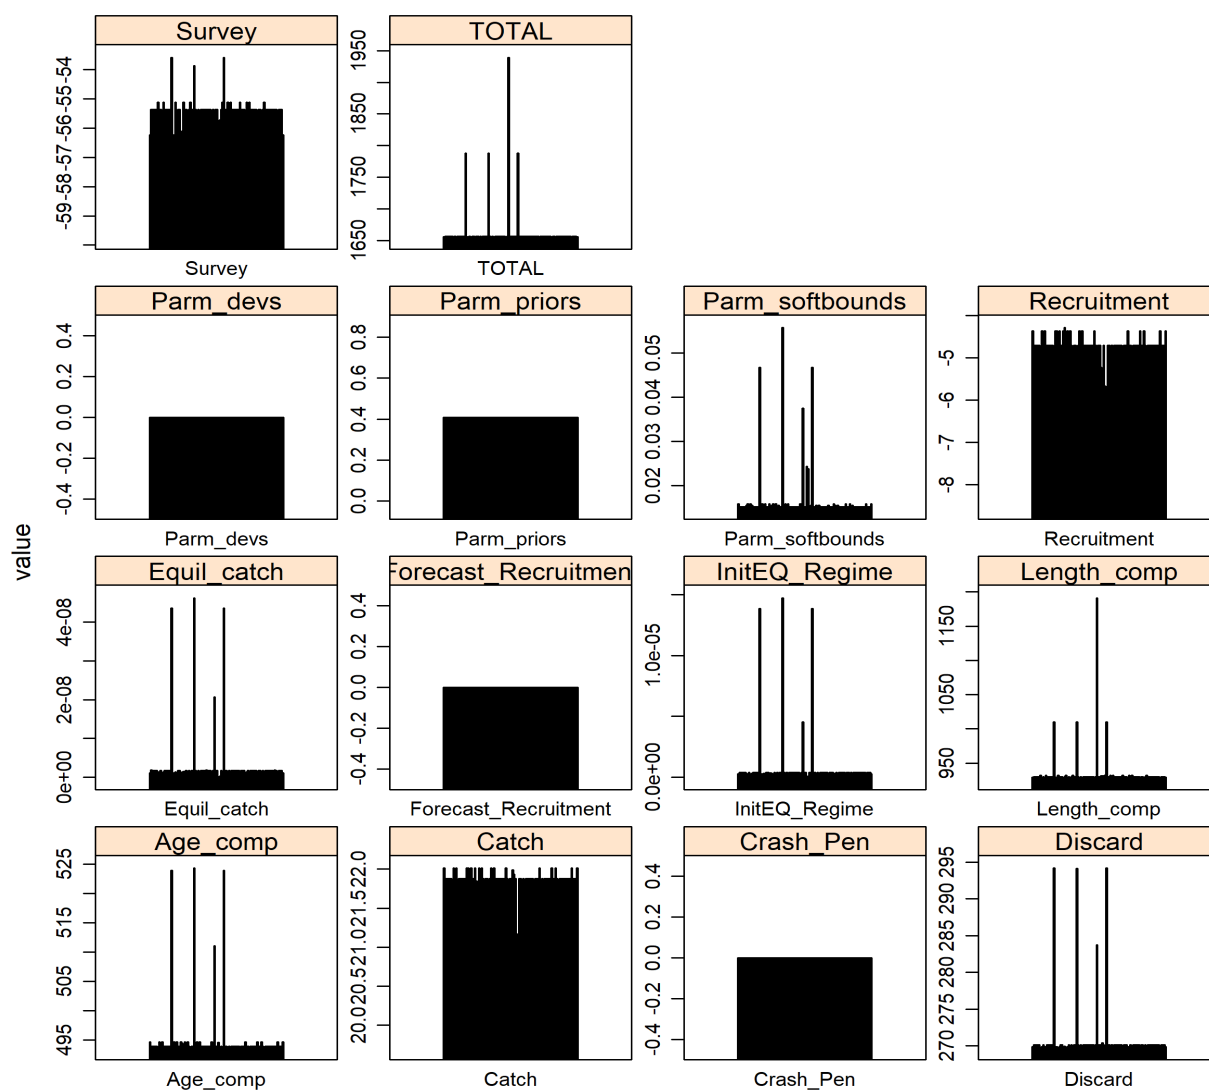 Survey
TOTAL
-59-58-57-56-55-54
1650 1750 1850 1950
Survey
TOTAL
Parm_devs
Parm_priors
Parm_softbounds
Recruitment
-0.4 -0.2 0.0 0.2 0.4
0.0 0.2 0.4 0.6 0.8
0.02 0.03 0.04 0.05
-8 -7 -6 -5
Parm_devs
Parm_priors
Parm_softbounds
Recruitment
value
Equil_catch
Forecast_Recruitmen
InitEQ_Regime
Length_comp
0e+00 2e-08 4e-08
-0.4 -0.2 0.0 0.2 0.4
0.0e+00 1.0e-05
950 1050 1150
Equil_catch
Forecast_Recruitment
InitEQ_Regime
Length_comp
Age_comp
Catch
Crash_Pen
Discard
495 505 515 525
20.020.521.021.522.0
-0.4 -0.2 0.0 0.2 0.4
270 275 280 285 290 295
Age_comp
Catch
Crash_Pen
Discard